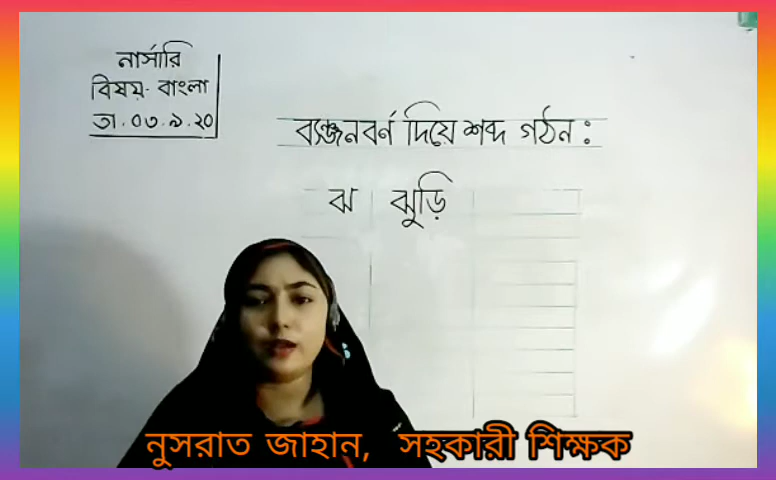 নার্সারি
বিষয়- বাংলা
তা. ০৩.৯.২০
ব্যঞ্জনবর্ণ দিয়ে শব্দ গঠন :
ঝ ঝুড়ি
নুসরাত জাহান, সহকারী শিক্ষক